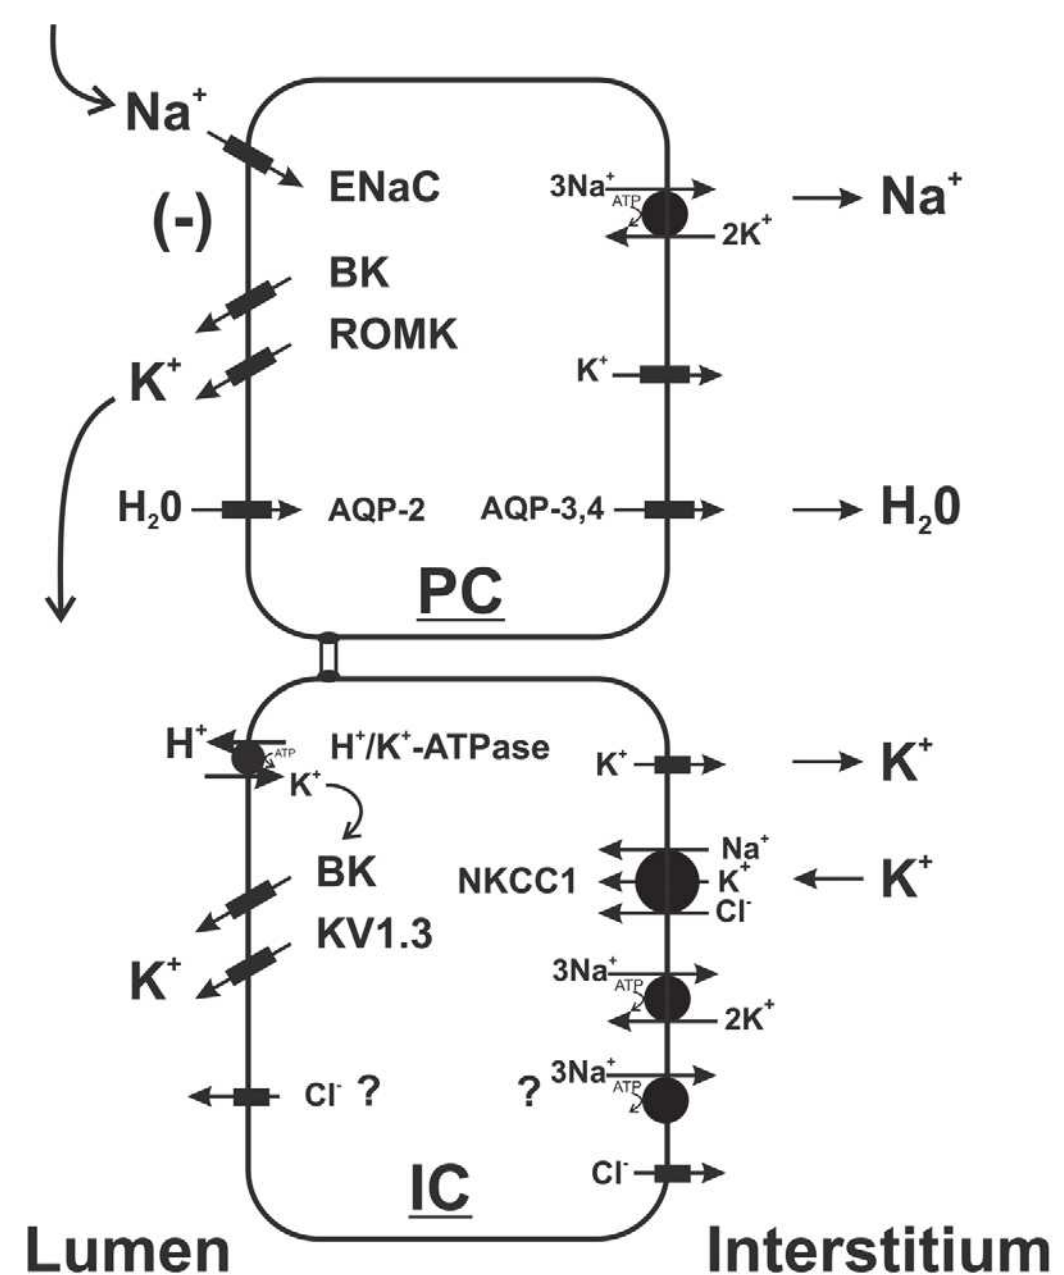 Na⁺
(-)
ENaC
3Na⁺
ATP
2K⁺
Na⁺
BK
ROMK
K⁺
K⁺
H₂0
AQP-2
AQP-3,4
H₂0
PC
H⁺
ATP
K⁺
H⁺/K⁺-ATPase
K⁺
K⁺
BK
NKCC1
Na⁺
K⁺
Cl⁻
K⁺
KV1.3
K⁺
3Na⁺
ATP
2K⁺
Cl⁻ ?
? 3Na⁺
ATP
Cl⁻
IC
Lumen
Interstitium